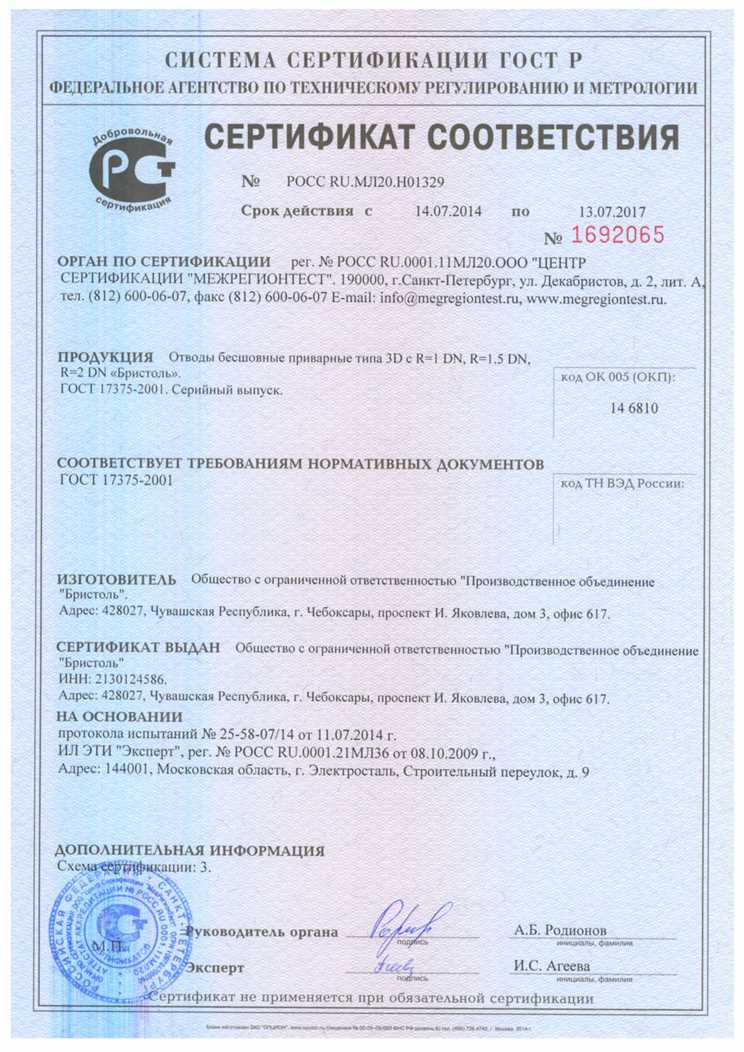 СИСТЕМА СЕРТИФИКАЦИИ ГОСТ Р
ФЕДЕРАЛЬНОЕ АГЕНТСТВО ПО ТЕХНИЧЕСКОМУ РЕГУЛИРОВАНИЮ И МЕТРОЛОГИИ
Добровольная
РСТ
сертификация
СЕРТИФИКАТ СООТВЕТСТВИЯ
№ РОСС RU.МЛ20.Н01329
Срок действия с 14.07.2014 по 13.07.2017
№ 1692065
ОРГАН ПО СЕРТИФИКАЦИИ рег. № РОСС RU.0001.11МЛ20.ООО "ЦЕНТР
СЕРТИФИКАЦИИ "МЕЖРЕГИОНТЕСТ". 190000, г.Санкт-Петербург, ул. Декабристов, д. 2, лит. А,
тел. (812) 600-06-07, факс (812) 600-06-07 E-mail: info@megregiontest.ru, www.megregiontest.ru.
ПРОДУКЦИЯ Отводы бесшовные приварные типа 3D с R=1 DN, R=1.5 DN,
R=2 DN «Бристоль».
ГОСТ 17375-2001. Серийный выпуск.
код ОК 005 (ОКП):
14 6810
СООТВЕТСТВУЕТ ТРЕБОВАНИЯМ НОРМАТИВНЫХ ДОКУМЕНТОВ
ГОСТ 17375-2001
код ТН ВЭД России:
ИЗГОТОВИТЕЛЬ Общество с ограниченной ответственностью "Производственное объединение
"Бристоль".
Адрес: 428027, Чувашская Республика, г. Чебоксары, проспект И. Яковлева, дом 3, офис 617.
СЕРТИФИКАТ ВЫДАН Общество с ограниченной ответственностью "Производственное объединение
"Бристоль"
ИНН: 2130124586.
Адрес: 428027, Чувашская Республика, г. Чебоксары, проспект И. Яковлева, дом 3, офис 617.
НА ОСНОВАНИИ
протокола испытаний № 25-58-07/14 от 11.07.2014 г.
ИЛ ЭТИ "Эксперт", рег. № РОСС RU.0001.21МЛ36 от 08.10.2009 г.,
Адрес: 144001, Московская область, г. Электросталь, Строительный переулок, д. 9
ДОПОЛНИТЕЛЬНАЯ ИНФОРМАЦИЯ
Схема сертификации: 3.
М.П.
Руководитель органа
подпись
А.Б. Родионов
инициалы, фамилия
Эксперт
подпись
И.С. Агеева
инициалы, фамилия
Сертификат не применяется при обязательной сертификации